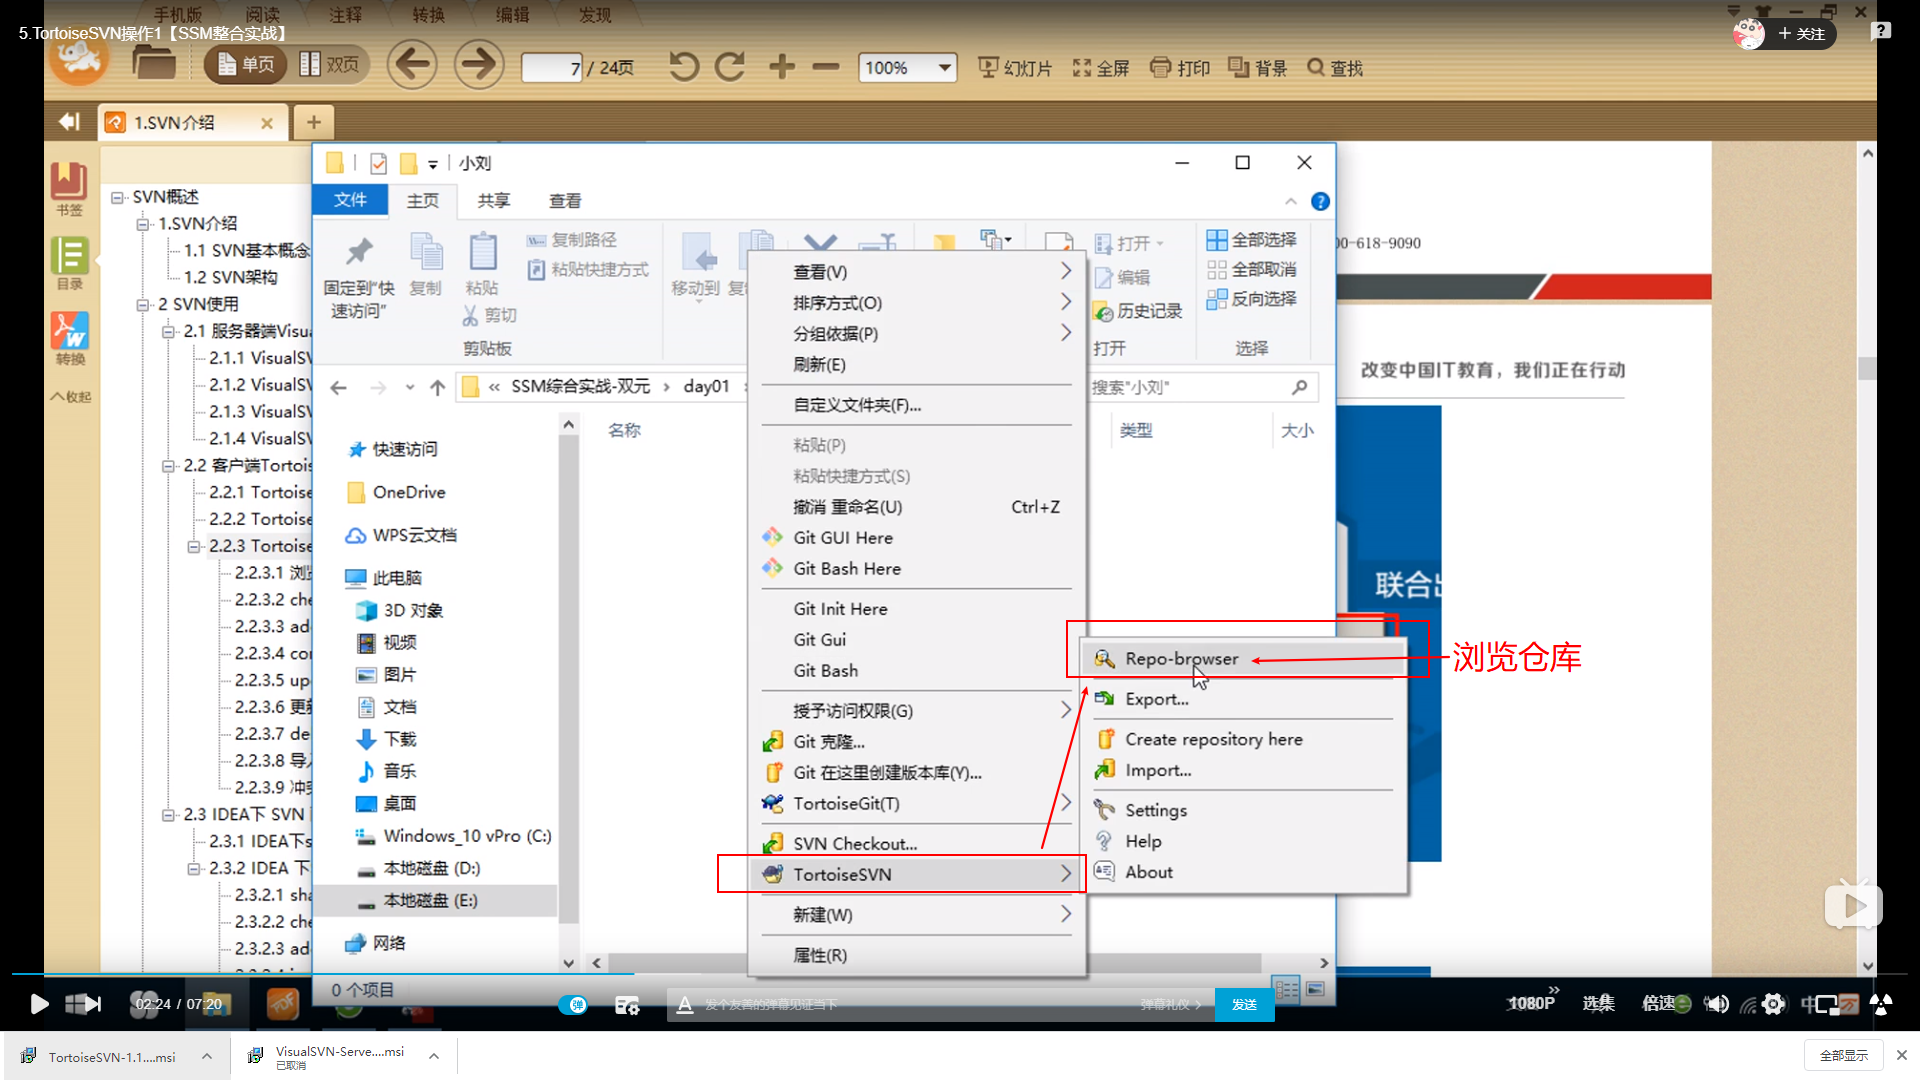 手机版 阅读 注释 转换 编辑 发现
5.TortoiseSVN操作1【SSM整合实战】
+ 关注
单页 双页 7 / 24页 100% 幻灯片 全屏 打印 背景 查找
1.SVN介绍
书签
目录
转换
收起
SVN概述
1.SVN介绍
1.1 SVN基本概念
1.2 SVN架构
2 SVN使用
2.1 服务器端Visua
2.1.1 VisualSV
2.1.2 VisualSV
2.1.3 VisualSV
2.1.4 VisualSV
2.2 客户端Tortois
2.2.1 Tortoise
2.2.2 Tortoise
2.2.3 Tortoise
2.2.3.1 浏览
2.2.3.2 che
2.2.3.3 ad
2.2.3.4 cor
2.2.3.5 up
2.2.3.6 更新
2.2.3.7 de
2.2.3.8 导入
2.2.3.9 冲突
2.3 IDEA下 SVN
2.3.1 IDEA下s
2.3.2 IDEA 下
2.3.2.1 sha
2.3.2.2 che
2.3.2.3 ad
小刘
文件 主页 共享 查看
固定到"快
速访问"
复制
粘贴
复制路径
粘贴快捷方式
剪切
剪贴板
移动到
打开
编辑
历史记录
打开
全部选择
全部取消
反向选择
选择
« SSM综合实战-双元 › day01
搜索"小刘"
名称 类型 大小
快速访问
OneDrive
WPS云文档
此电脑
3D 对象
视频
图片
文档
下载
音乐
桌面
Windows_10 vPro (C:)
本地磁盘 (D:)
本地磁盘 (E:)
网络
0 个项目
查看(V)
排序方式(O)
分组依据(P)
刷新(E)
自定义文件夹(F)...
粘贴(P)
粘贴快捷方式(S)
撤消 重命名(U) Ctrl+Z
Git GUI Here
Git Bash Here
Git Init Here
Git Gui
Git Bash
授予访问权限(G)
Git 克隆...
Git 在这里创建版本库(Y)...
TortoiseGit(T)
SVN Checkout...
TortoiseSVN
新建(W)
属性(R)
Repo-browser
Export...
Create repository here
Import...
Settings
Help
About
浏览仓库
00-618-9090
改变中国IT教育，我们正在行动
联合出
02:24 / 07:20
弹
发个友善的弹幕见证当下
弹幕礼仪 ›
发送
1080P 选集 倍速
TortoiseSVN-1.1....msi
VisualSVN-Serve....msi
已取消
全部显示